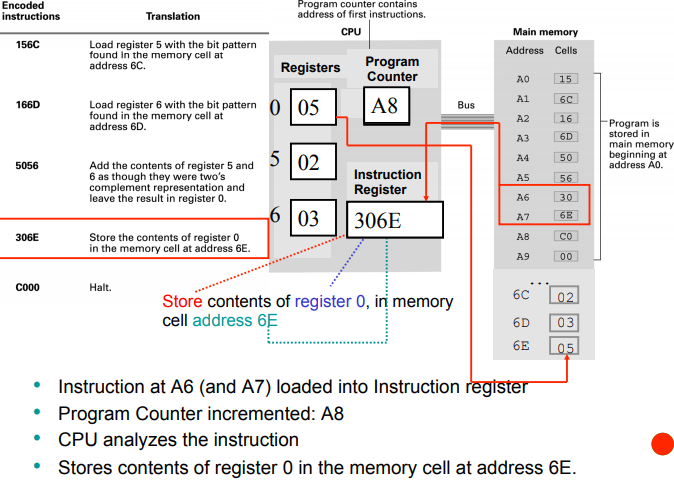 Encoded
instructions
Translation
156C
Load register 5 with the bit pattern
found in the memory cell at
address 6C.
166D
Load register 6 with the bit pattern
found in the memory cell at
address 6D.
5056
Add the contents of register 5 and
6 as though they were two's
complement representation and
leave the result in register 0.
306E
Store the contents of register 0
in the memory cell at address 6E.
C000
Halt.
Program counter contains
address of first instructions.
CPU
Registers
Program
Counter
0 05
A8
5 02
Instruction
Register
6 03
306E
Bus
Main memory
Address Cells
A0 15
A1 6C
A2 16
A3 6D
A4 50
A5 56
A6 30
A7 6E
A8 C0
A9 00
Program is
stored in
main memory
beginning at
address A0.
...
6C 02
6D 03
6E 05
Store contents of register 0, in memory
cell address 6E
• Instruction at A6 (and A7) loaded into Instruction register
• Program Counter incremented: A8
• CPU analyzes the instruction
• Stores contents of register 0 in the memory cell at address 6E.